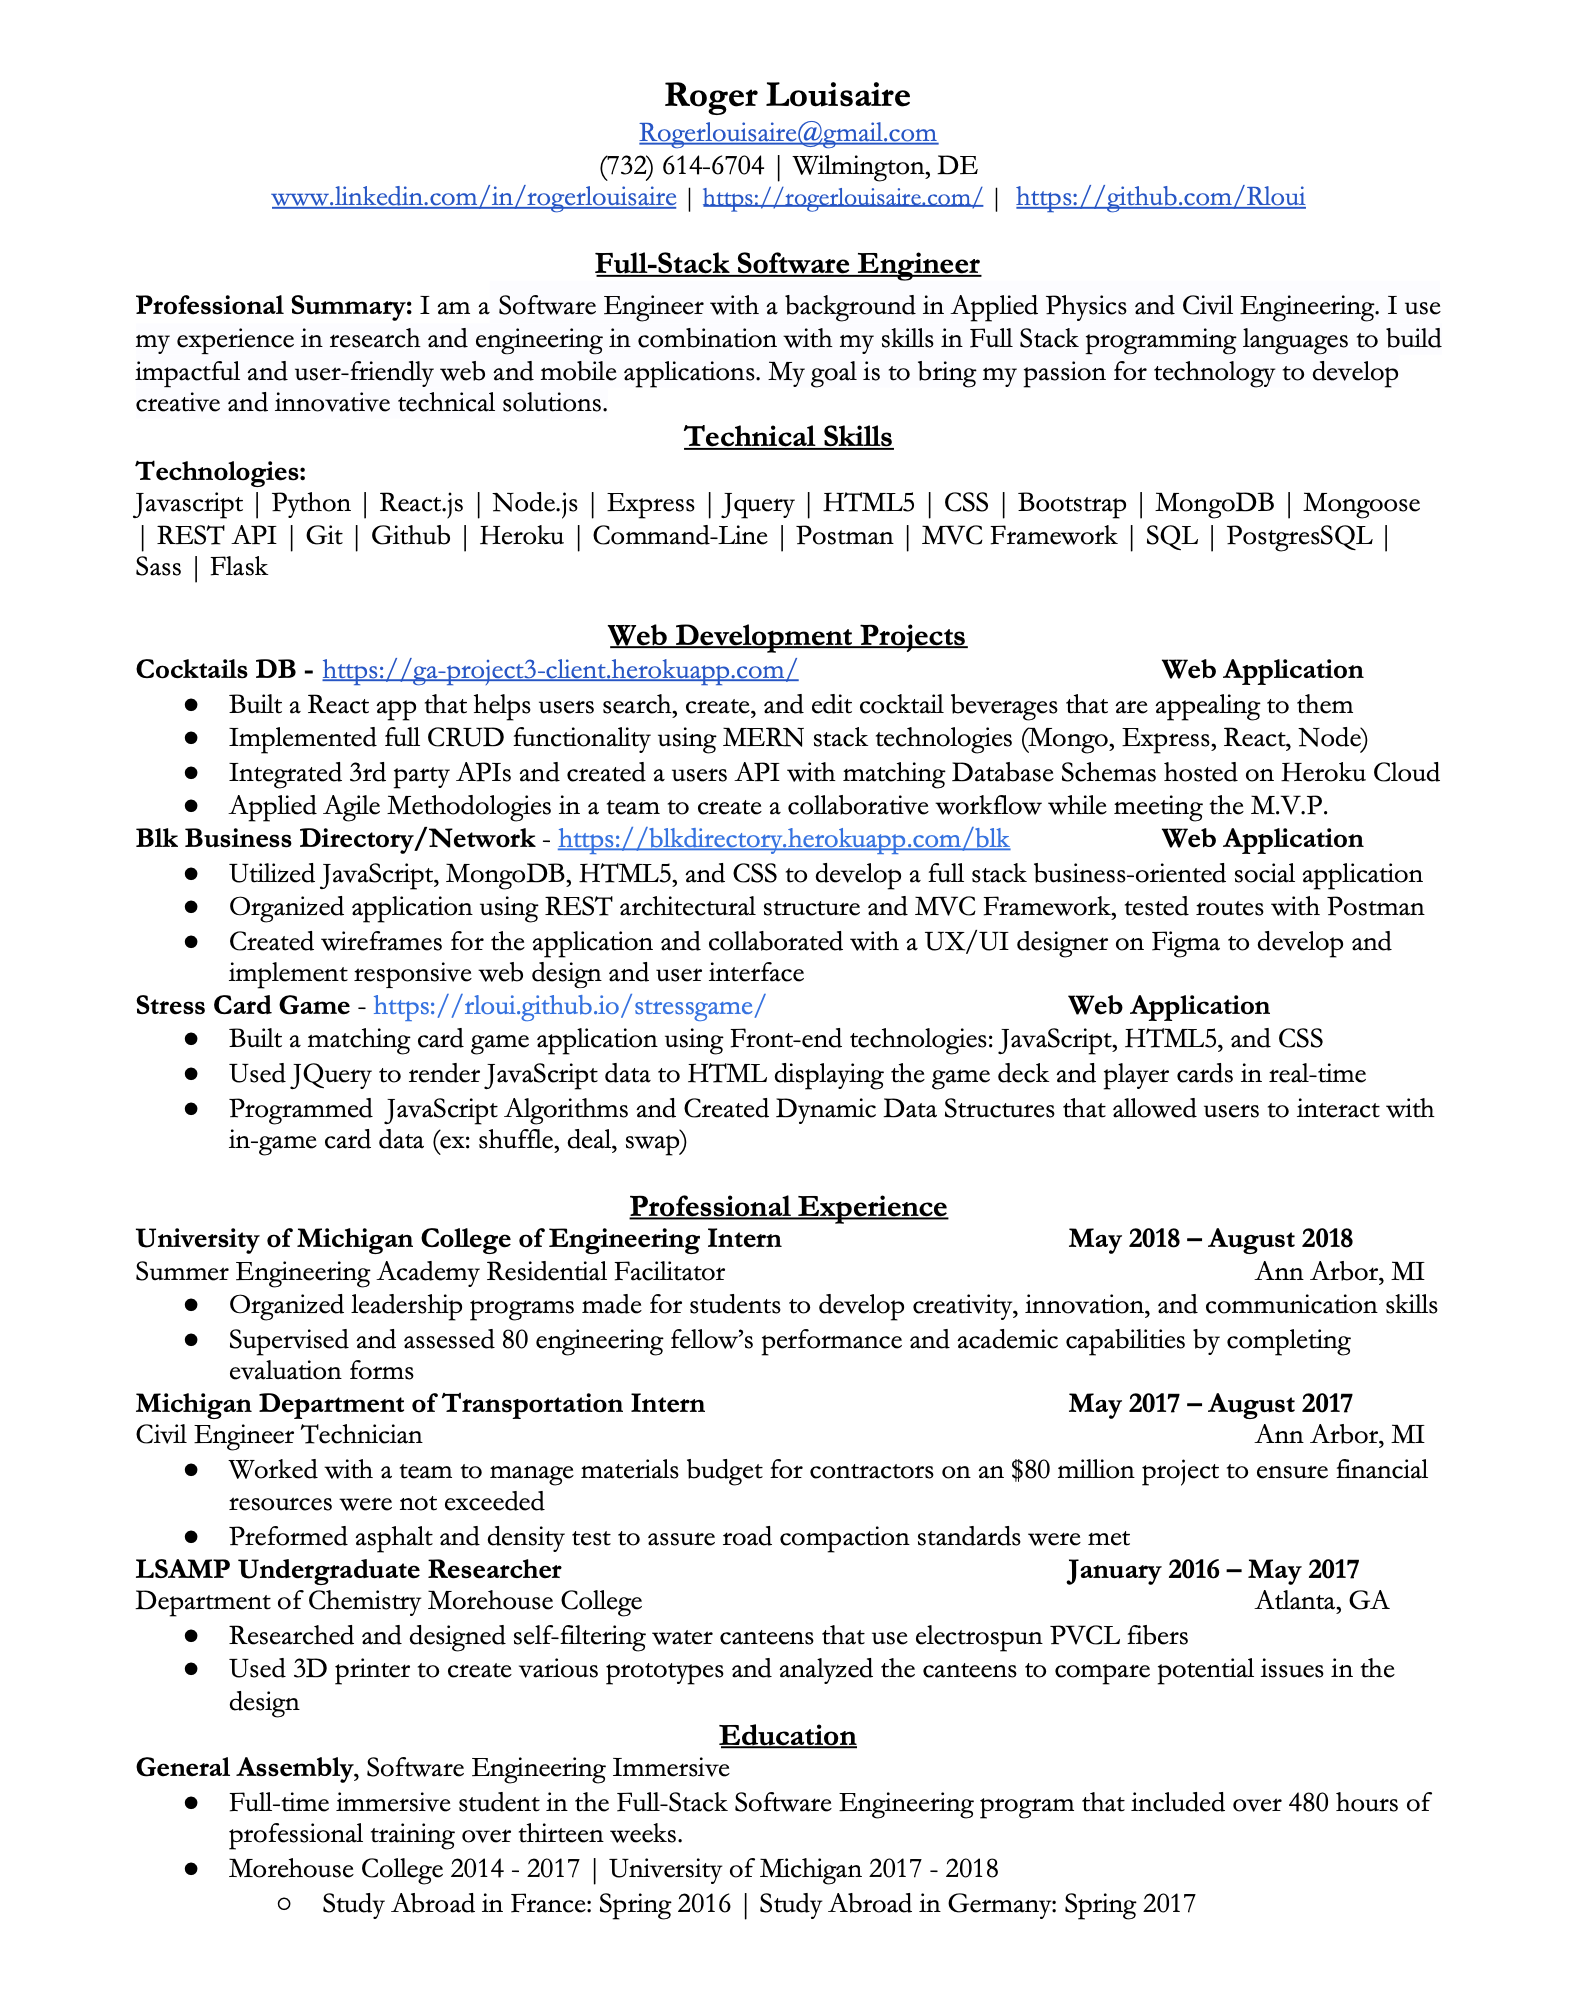 Roger Louisaire
Rogerlouisaire@gmail.com
(732) 614-6704 | Wilmington, DE
www.linkedin.com/in/rogerlouisaire | https://rogerlouisaire.com/ | https://github.com/Rloui
Full-Stack Software Engineer
Professional Summary: I am a Software Engineer with a background in Applied Physics and Civil Engineering. I use
my experience in research and engineering in combination with my skills in Full Stack programming languages to build
impactful and user-friendly web and mobile applications. My goal is to bring my passion for technology to develop
creative and innovative technical solutions.
Technical Skills
Technologies:
Javascript | Python | React.js | Node.js | Express | Jquery | HTML5 | CSS | Bootstrap | MongoDB | Mongoose
| REST API | Git | Github | Heroku | Command-Line | Postman | MVC Framework | SQL | PostgresSQL |
Sass | Flask
Web Development Projects
Cocktails DB - https://ga-project3-client.herokuapp.com/ Web Application
● Built a React app that helps users search, create, and edit cocktail beverages that are appealing to them
● Implemented full CRUD functionality using MERN stack technologies (Mongo, Express, React, Node)
● Integrated 3rd party APIs and created a users API with matching Database Schemas hosted on Heroku Cloud
● Applied Agile Methodologies in a team to create a collaborative workflow while meeting the M.V.P.
Blk Business Directory/Network - https://blkdirectory.herokuapp.com/blk Web Application
● Utilized JavaScript, MongoDB, HTML5, and CSS to develop a full stack business-oriented social application
● Organized application using REST architectural structure and MVC Framework, tested routes with Postman
● Created wireframes for the application and collaborated with a UX/UI designer on Figma to develop and
implement responsive web design and user interface
Stress Card Game - https://rloui.github.io/stressgame/ Web Application
● Built a matching card game application using Front-end technologies: JavaScript, HTML5, and CSS
● Used JQuery to render JavaScript data to HTML displaying the game deck and player cards in real-time
● Programmed JavaScript Algorithms and Created Dynamic Data Structures that allowed users to interact with
in-game card data (ex: shuffle, deal, swap)
Professional Experience
University of Michigan College of Engineering Intern May 2018 – August 2018
Summer Engineering Academy Residential Facilitator Ann Arbor, MI
● Organized leadership programs made for students to develop creativity, innovation, and communication skills
● Supervised and assessed 80 engineering fellow’s performance and academic capabilities by completing
evaluation forms
Michigan Department of Transportation Intern May 2017 – August 2017
Civil Engineer Technician Ann Arbor, MI
● Worked with a team to manage materials budget for contractors on an $80 million project to ensure financial
resources were not exceeded
● Preformed asphalt and density test to assure road compaction standards were met
LSAMP Undergraduate Researcher January 2016 – May 2017
Department of Chemistry Morehouse College Atlanta, GA
● Researched and designed self-filtering water canteens that use electrospun PVCL fibers
● Used 3D printer to create various prototypes and analyzed the canteens to compare potential issues in the
design
Education
General Assembly, Software Engineering Immersive
● Full-time immersive student in the Full-Stack Software Engineering program that included over 480 hours of
professional training over thirteen weeks.
● Morehouse College 2014 - 2017 | University of Michigan 2017 - 2018
○ Study Abroad in France: Spring 2016 | Study Abroad in Germany: Spring 2017